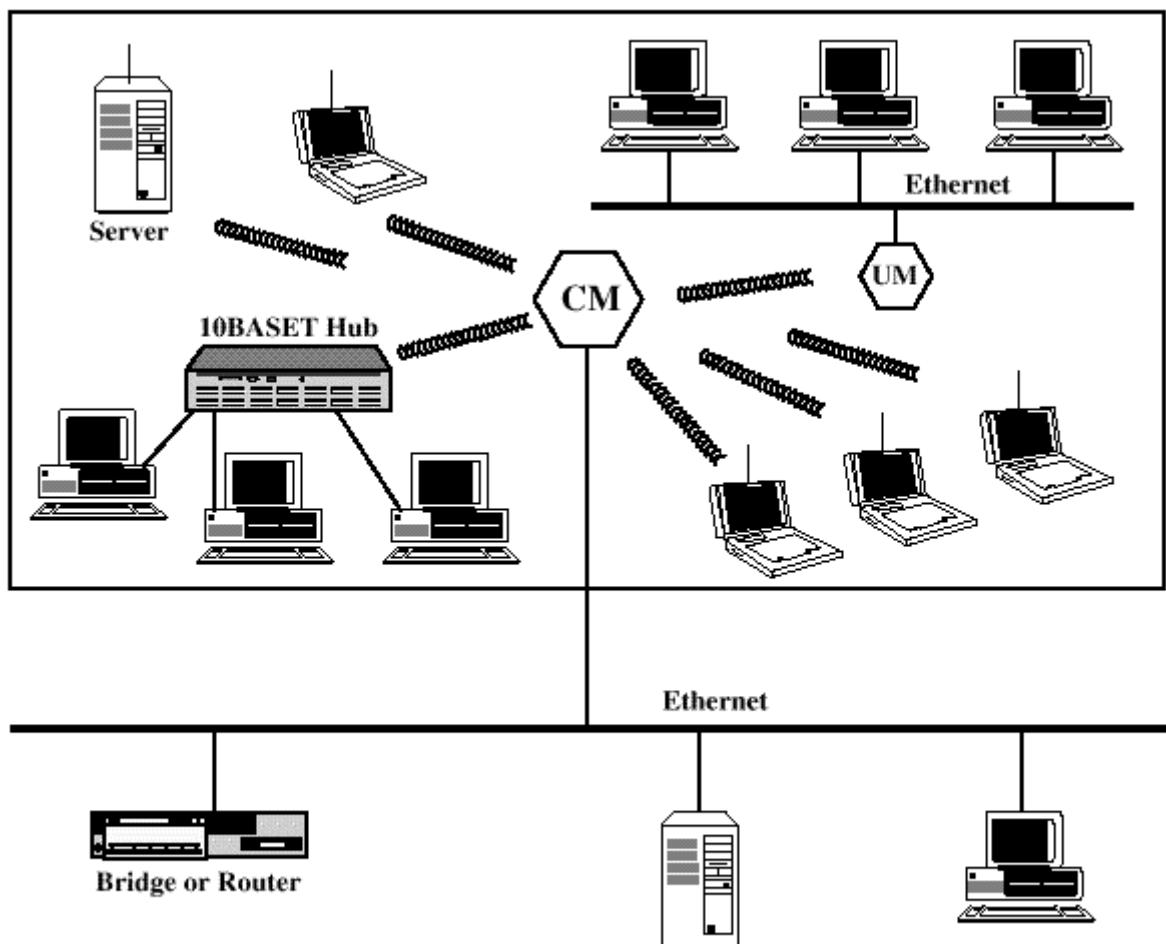 Ethernet
Server
UM
CM
10BASET Hub
Ethernet
Bridge or Router